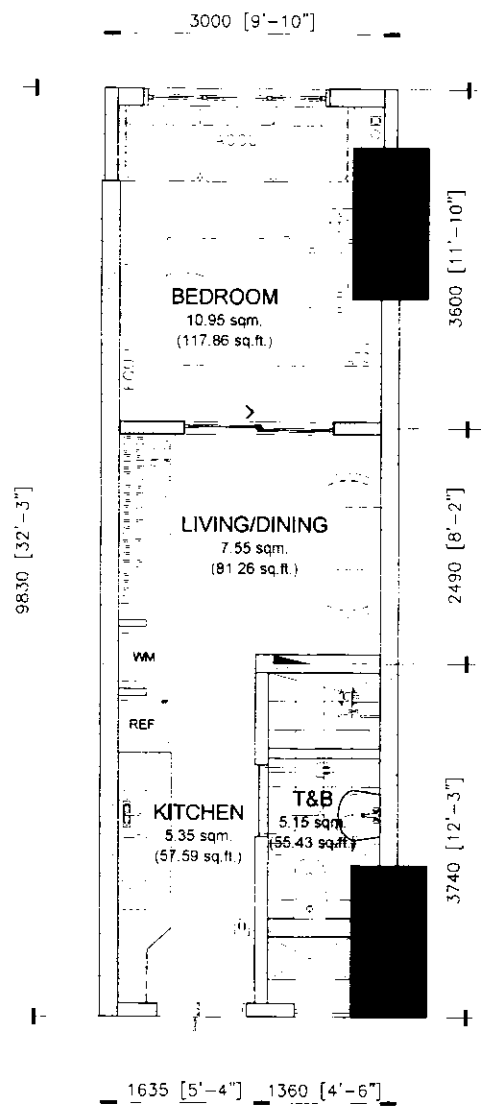 3000 [9'-10"]
BEDROOM
10.95 sqm.
(117.86 sq.ft.)
3600 [11'-10"]
LIVING/DINING
7.55 sqm.
(81.26 sq.ft.)
9830 [32'-3"]
2490 [8'-2"]
WM
REF
KITCHEN
5.35 sqm.
(57.59 sq.ft.)
T&B
5.15 sqm.
(55.43 sq.ft.)
3740 [12'-3"]
1635 [5'-4"]
1360 [4'-6"]